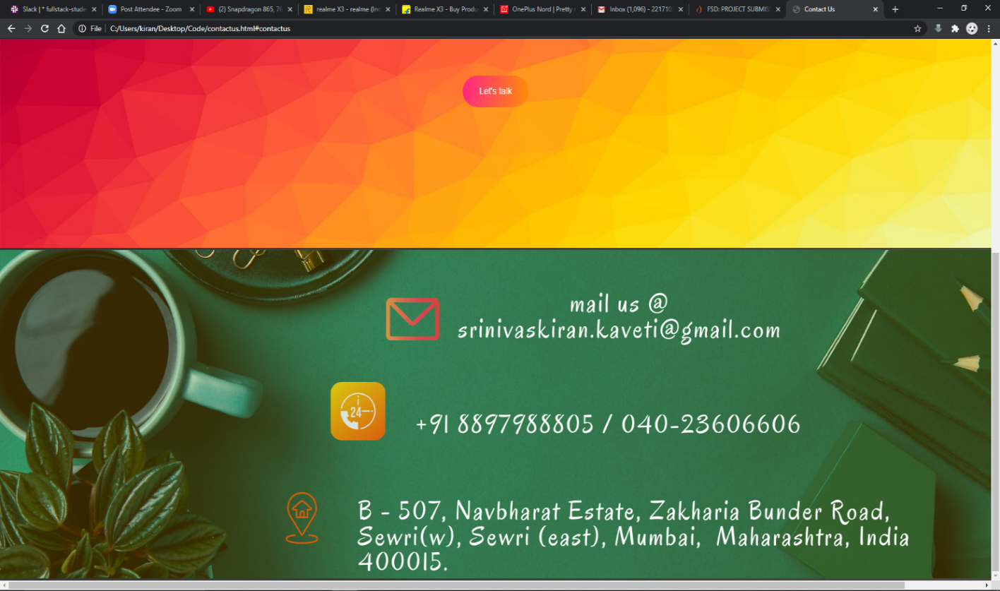 Slack | * fullstack-stude
Post Attendee - Zoom
(2) Snapdragon 865, 76
realme X3 - realme (Ind
Realme X3 - Buy Produ
OnePlus Nord | Pretty
Inbox (1,096) - 221710
FSD: PROJECT SUBMIS
Contact Us
File
C:/Users/kiran/Desktop/Code/contactus.html#contactus
Let's talk
mail us @
srinivaskiran.kaveti@gmail.com
24
+91 8897988805 / 040-23606606
B - 507, Navbharat Estate, Zakharia Bunder Road,
Sewri(w), Sewri (east), Mumbai, Maharashtra, India
400015.